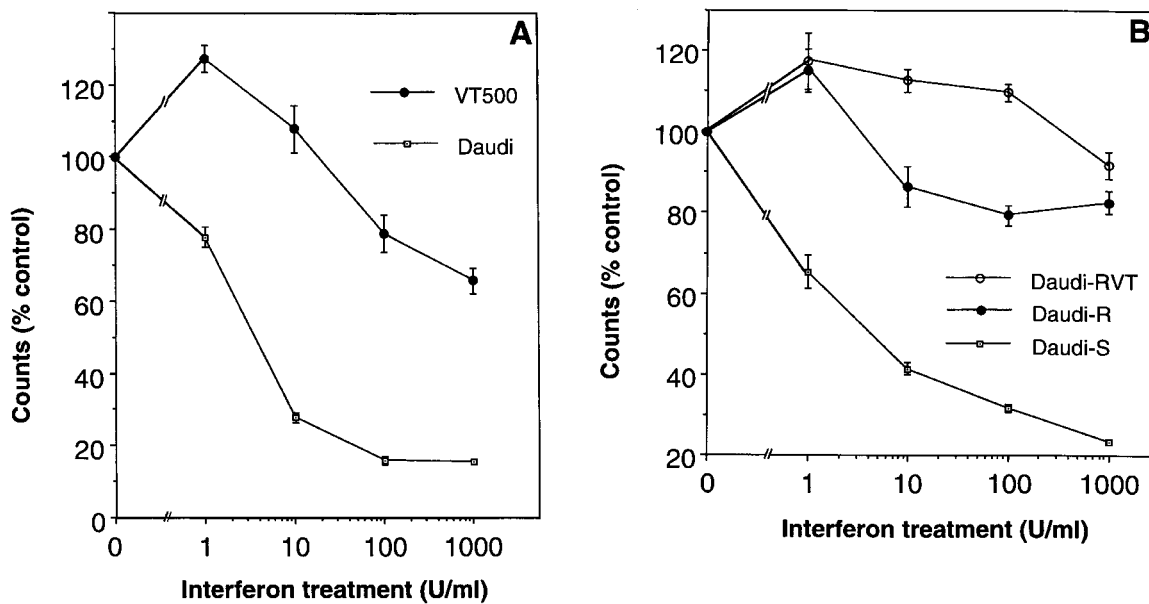 A
VT500
Daudi
120
100
80
60
40
20
0
Counts (% control)
0 1 10 100 1000
Interferon treatment (U/ml)
B
Daudi-RVT
Daudi-R
Daudi-S
120
100
80
60
40
20
Counts (% control)
0 1 10 100 1000
Interferon treatment (U/ml)